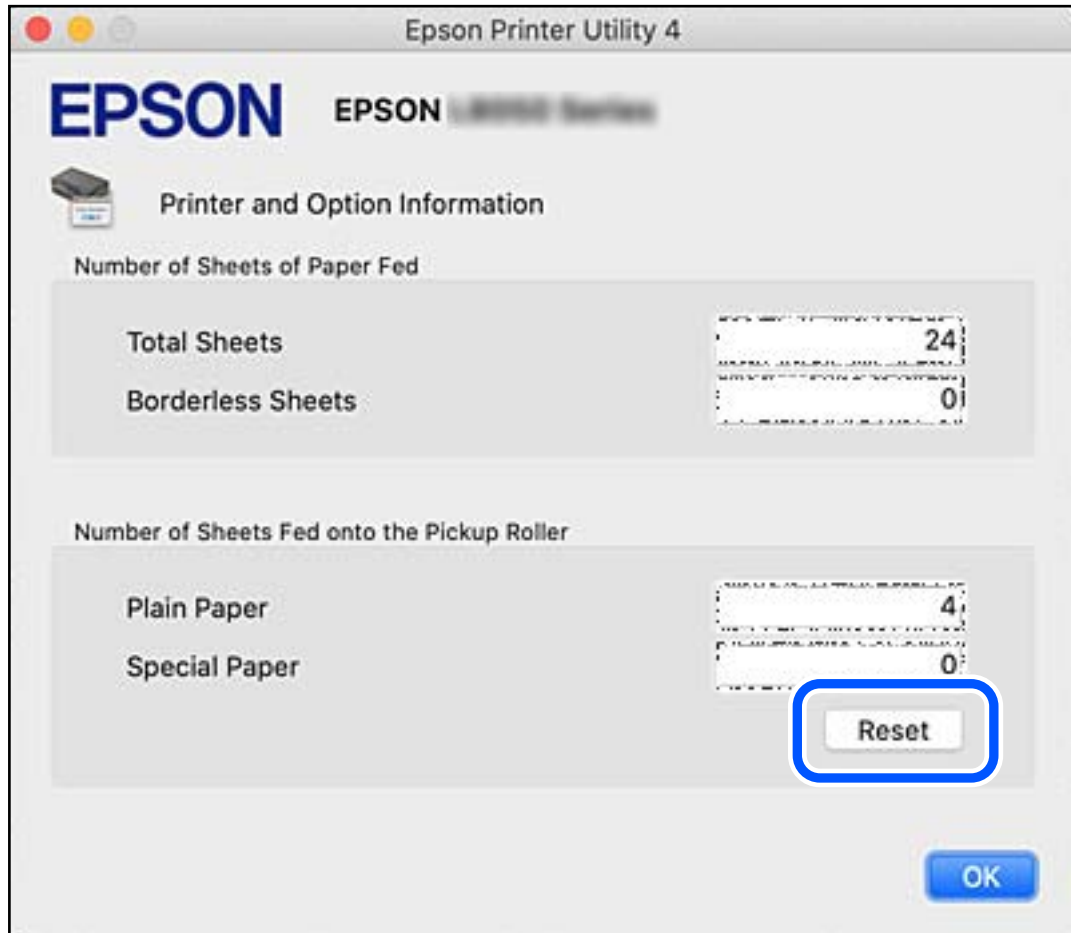 Epson Printer Utility 4
EPSON EPSON
Printer and Option Information
Number of Sheets of Paper Fed
Total Sheets 24
Borderless Sheets 0
Number of Sheets Fed onto the Pickup Roller
Plain Paper 4
Special Paper 0
Reset
OK